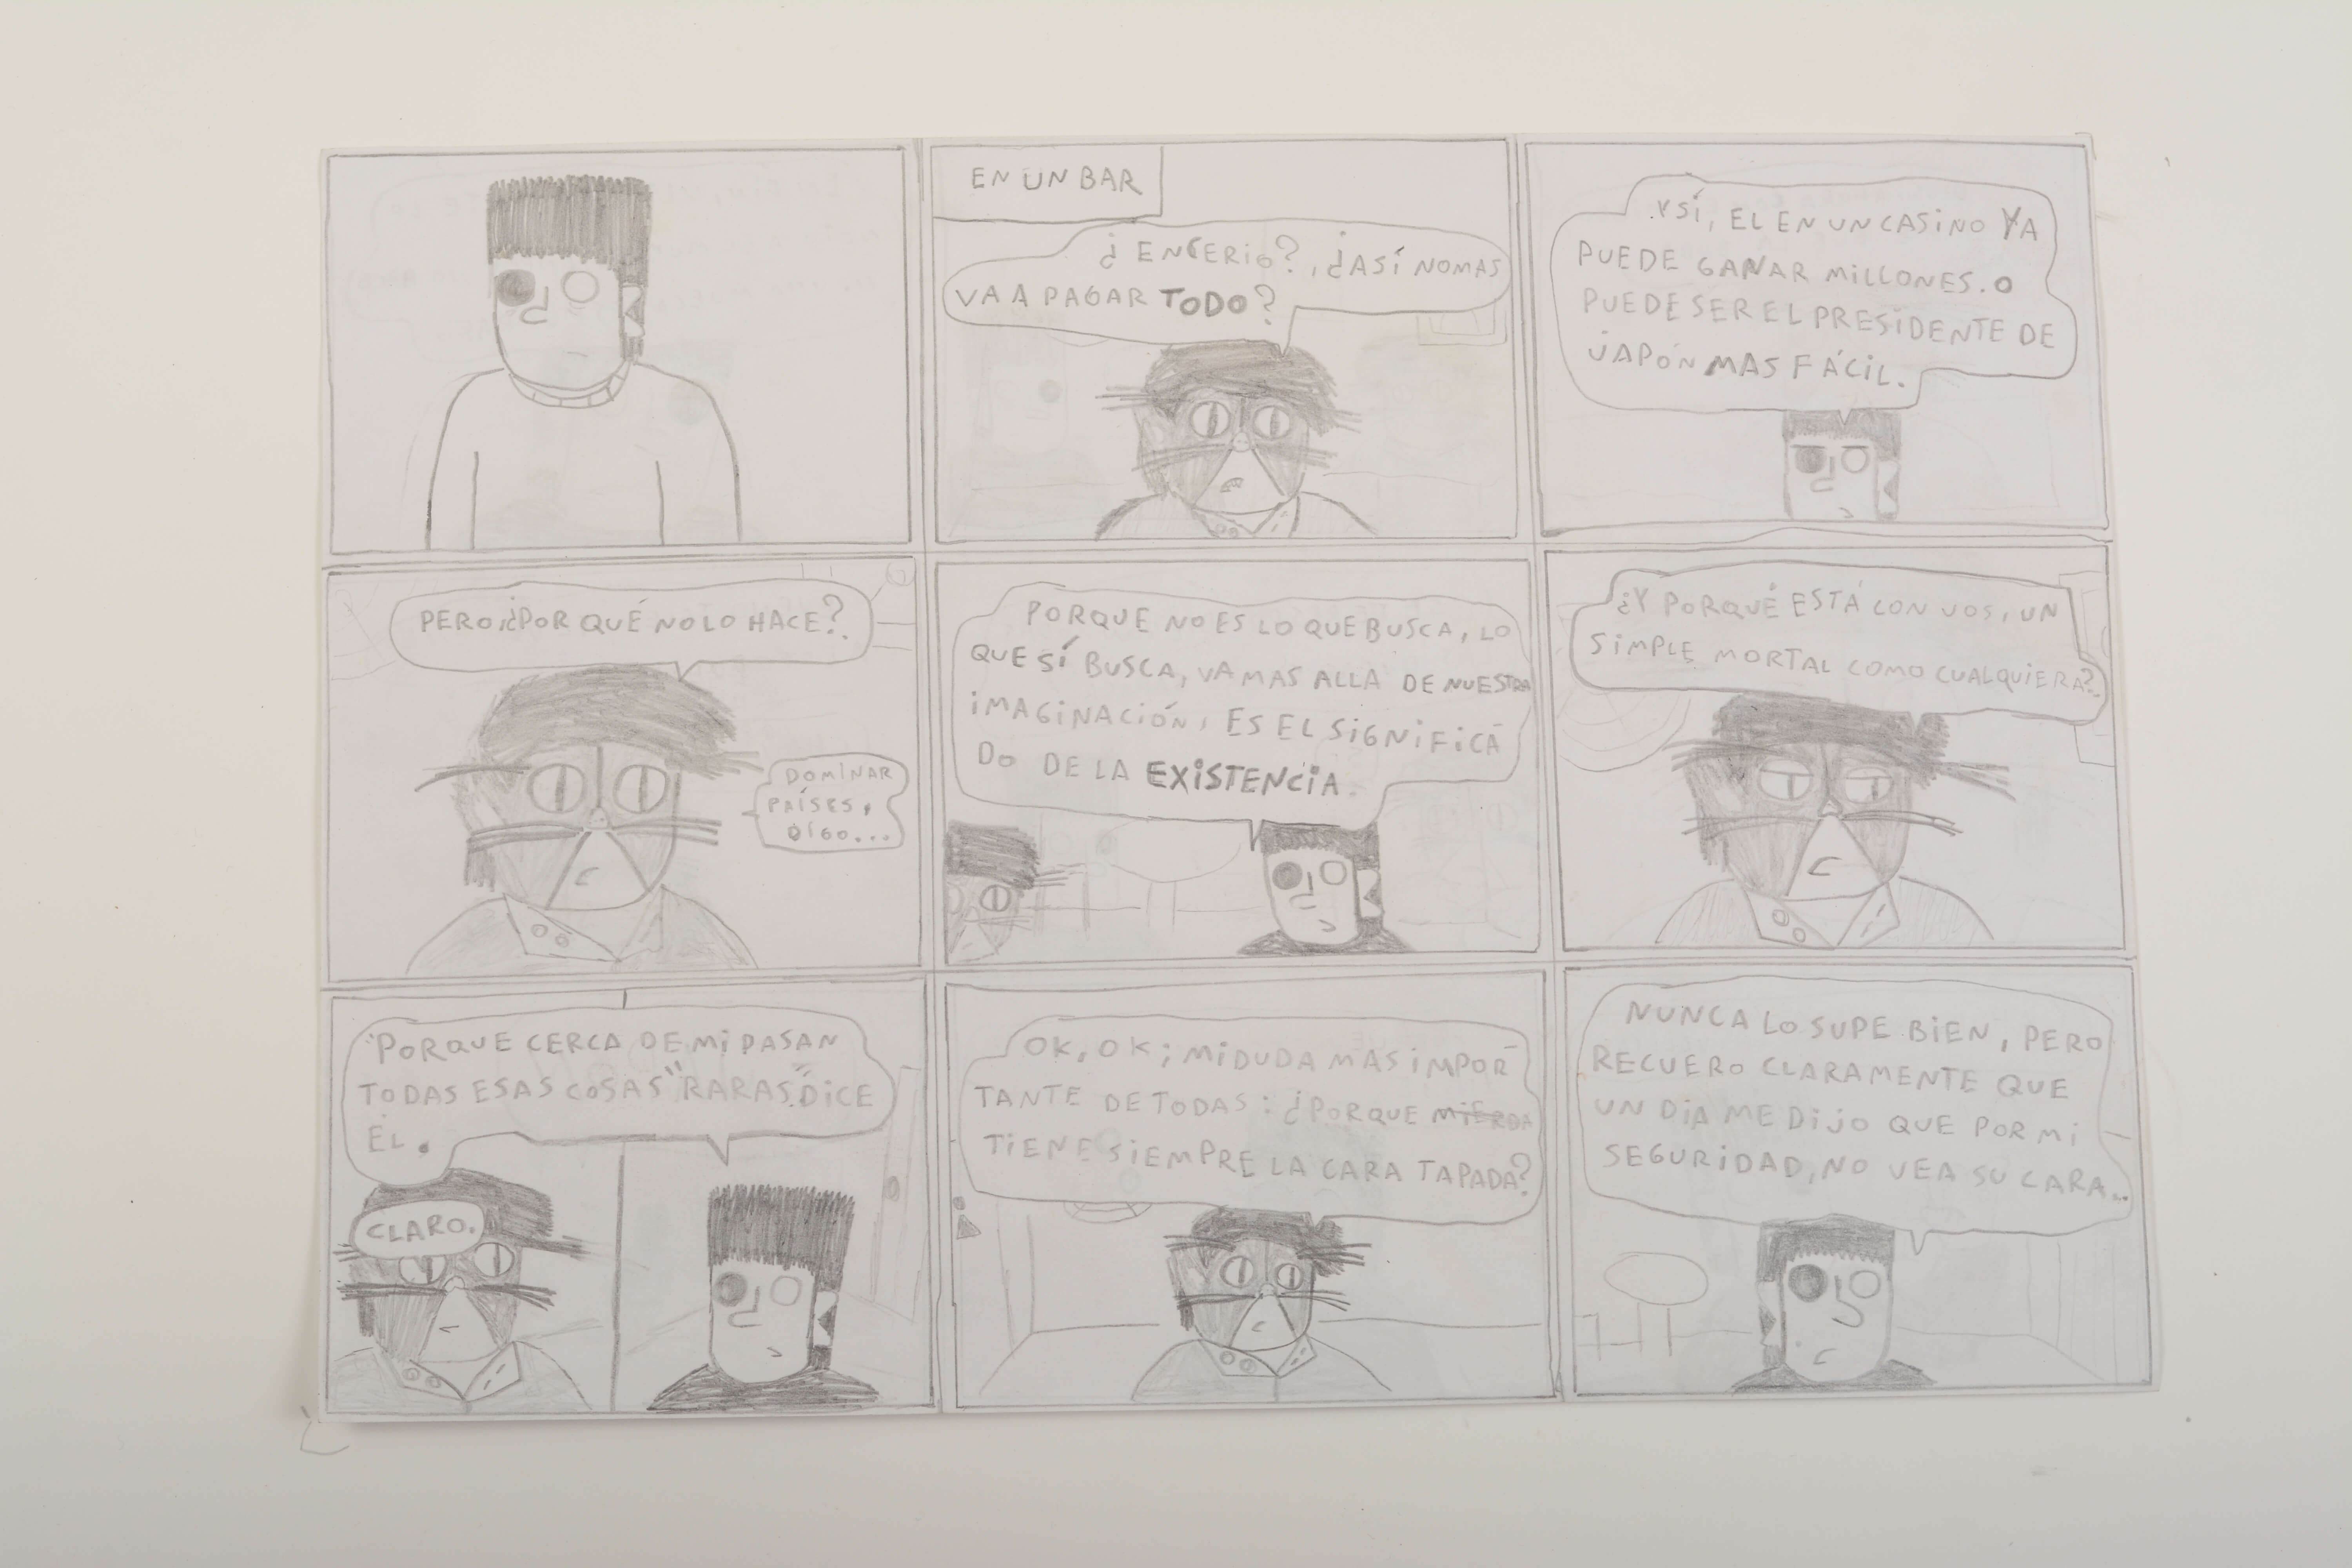 EN UN BAR
¿ENCERIO?, ¿ASÍ NOMAS
VA A PAGAR TODO?
Y SÍ, EL EN UN CASINO YA
PUEDE GANAR MILLONES. O
PUEDE SER EL PRESIDENTE DE
JAPÓN MAS FÁCIL.
PERO, ¿POR QUÉ NO LO HACE?
DOMINAR
PAÍSES,
DIGO...
PORQUE NO ES LO QUE BUSCA, LO
QUE SÍ BUSCA, VA MAS ALLA DE NUESTRA
IMAGINACIÓN, ES EL SIGNIFICA-
DO DE LA EXISTENCIA.
¿Y PORQUÉ ESTÁ CON VOS, UN
SIMPLE MORTAL COMO CUALQUIERA?
PORQUE CERCA DE MI PASAN
TODAS ESAS COSAS "RARAS" DICE
ÉL.
CLARO.
OK, OK; MI DUDA MAS IMPOR-
TANTE DE TODAS: ¿PORQUE MIERDA
TIENE SIEMPRE LA CARA TAPADA?
NUNCA LO SUPE BIEN, PERO
RECUERO CLARAMENTE QUE
UN DIA ME DIJO QUE POR MI
SEGURIDAD, NO VEA SU CARA...